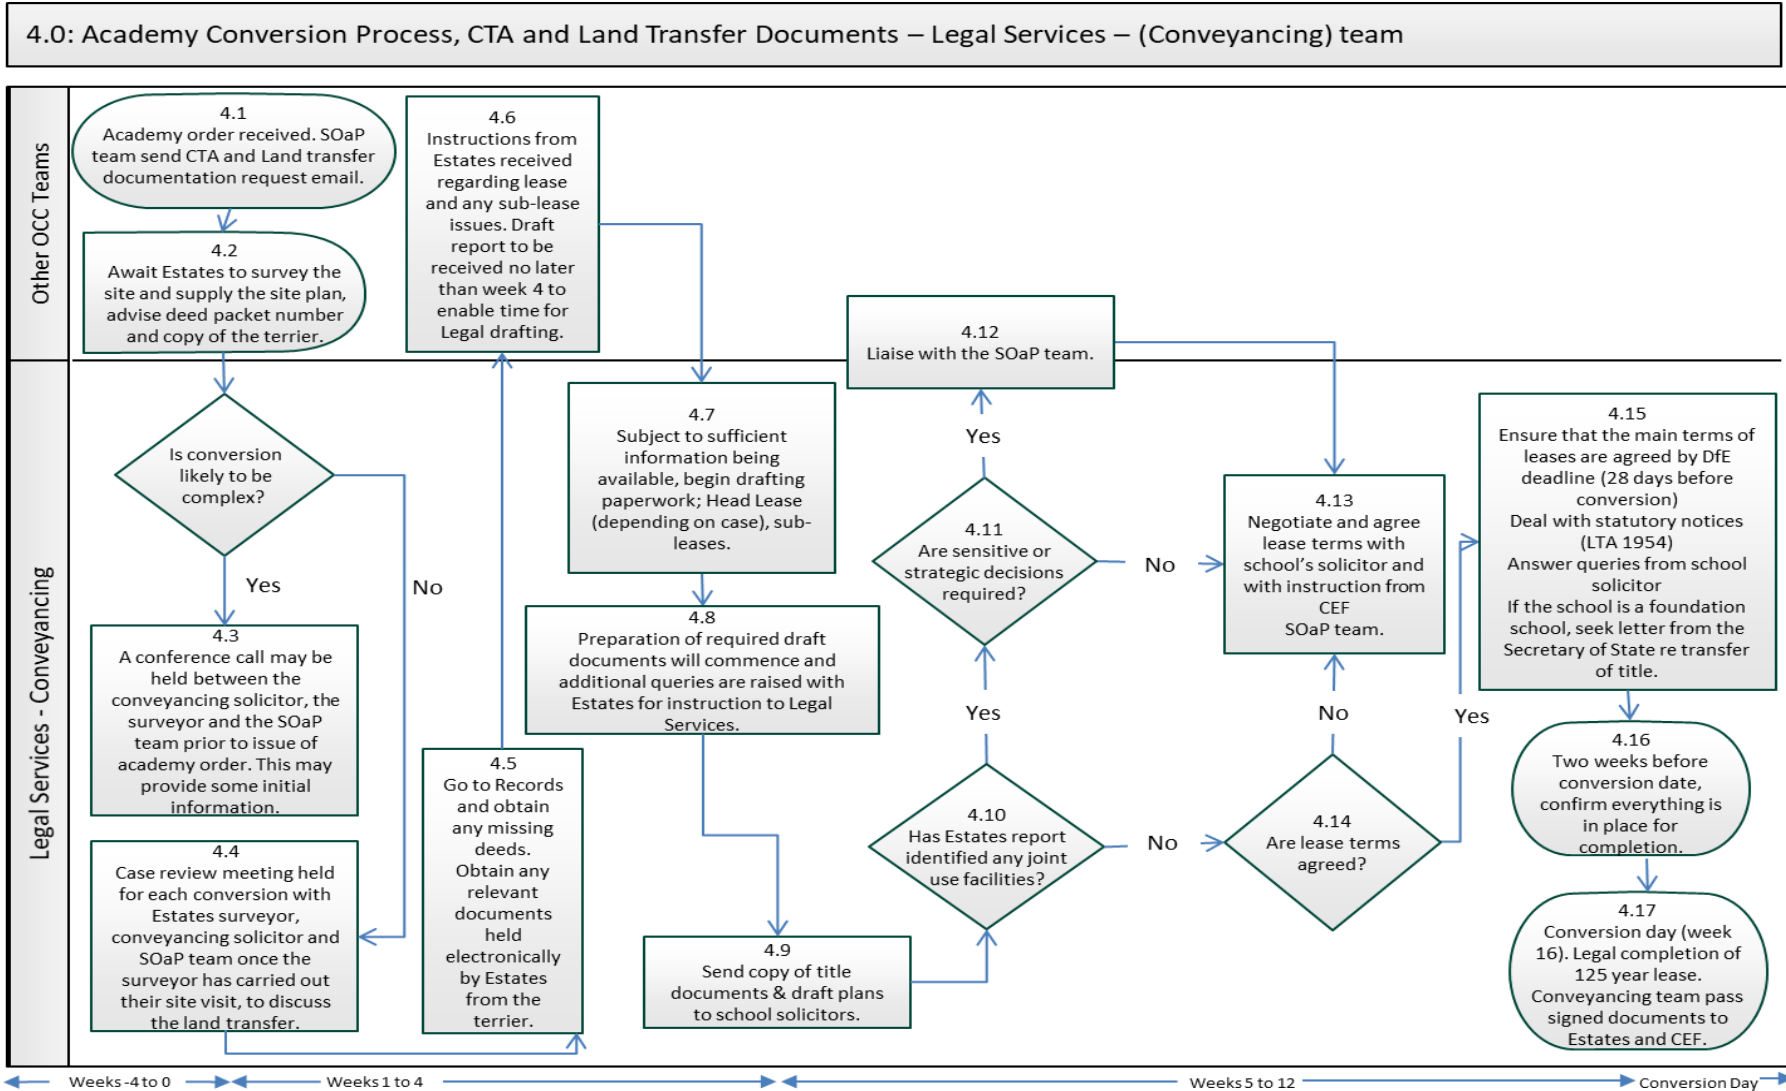 4.0: Academy Conversion Process, CTA and Land Transfer Documents – Legal Services – (Conveyancing) team
Other OCC Teams
4.1
Academy order received. SOaP
team send CTA and Land transfer
documentation request email.
4.2
Await Estates to survey the
site and supply the site plan,
advise deed packet number
and copy of the terrier.
4.6
Instructions from
Estates received
regarding lease
and any sub-lease
issues. Draft
report to be
received no later
than week 4 to
enable time for
Legal drafting.
4.12
Liaise with the SOaP team.
Legal Services - Conveyancing
Is conversion
likely to be
complex?
Yes
No
4.3
A conference call may be
held between the
conveyancing solicitor, the
surveyor and the SOaP
team prior to issue of
academy order. This may
provide some initial
information.
4.4
Case review meeting held
for each conversion with
Estates surveyor,
conveyancing solicitor and
SOaP team once the
surveyor has carried out
their site visit, to discuss
the land transfer.
4.5
Go to Records
and obtain
any missing
deeds.
Obtain any
relevant
documents
held
electronically
by Estates
from the
terrier.
4.7
Subject to sufficient
information being
available, begin drafting
paperwork; Head Lease
(depending on case), sub-
leases.
4.8
Preparation of required draft
documents will commence and
additional queries are raised with
Estates for instruction to Legal
Services.
4.9
Send copy of title
documents & draft plans
to school solicitors.
4.10
Has Estates report
identified any joint
use facilities?
Yes
No
4.11
Are sensitive or
strategic decisions
required?
Yes
No
4.13
Negotiate and agree
lease terms with
school's solicitor and
with instruction from
CEF
SOaP team.
4.14
Are lease terms
agreed?
No
Yes
4.15
Ensure that the main terms of
leases are agreed by DfE
deadline (28 days before
conversion)
Deal with statutory notices
(LTA 1954)
Answer queries from school
solicitor
If the school is a foundation
school, seek letter from the
Secretary of State re transfer
of title.
4.16
Two weeks before
conversion date,
confirm everything is
in place for
completion.
4.17
Conversion day (week
16). Legal completion of
125 year lease.
Conveyancing team pass
signed documents to
Estates and CEF.
Weeks -4 to 0
Weeks 1 to 4
Weeks 5 to 12
Conversion Day